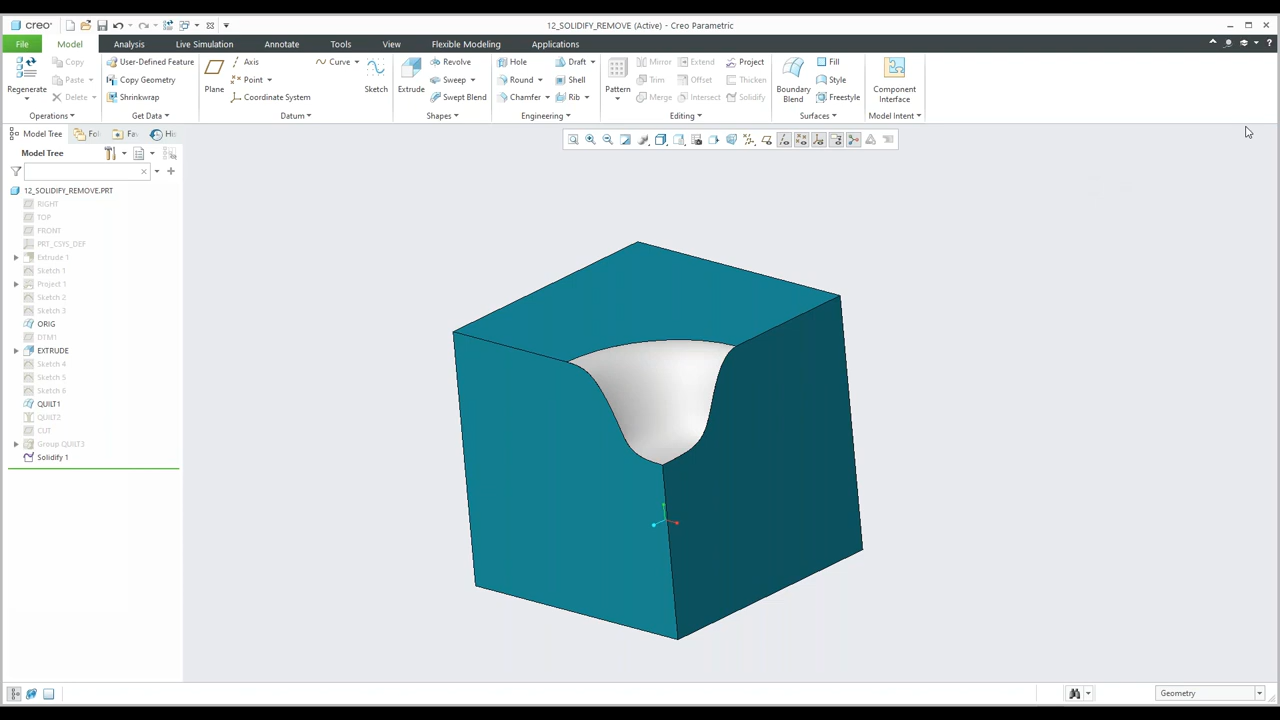 creo
12_SOLIDIFY_REMOVE (Active) - Creo Parametric
File Model Analysis Live Simulation Annotate Tools View Flexible Modeling Applications
Regenerate
Copy
Paste
Delete
Operations
User-Defined Feature
Copy Geometry
Shrinkwrap
Get Data
Plane
Axis
Point
Coordinate System
Curve
Sketch
Datum
Extrude
Revolve
Sweep
Swept Blend
Shapes
Hole
Round
Chamfer
Draft
Shell
Rib
Engineering
Pattern
Mirror
Trim
Merge
Extend
Offset
Intersect
Project
Thicken
Solidify
Editing
Boundary
Blend
Fill
Style
Freestyle
Surfaces
Component
Interface
Model Intent
Model Tree Fol Fa His
Model Tree
12_SOLIDIFY_REMOVE.PRT
RIGHT
TOP
FRONT
PRT_CSYS_DEF
Extrude 1
Sketch 1
Project 1
Sketch 2
Sketch 3
ORIG
DTM1
EXTRUDE
Sketch 4
Sketch 5
Sketch 6
QUILT1
QUILT2
CUT
Group QUILT3
Solidify 1
Geometry